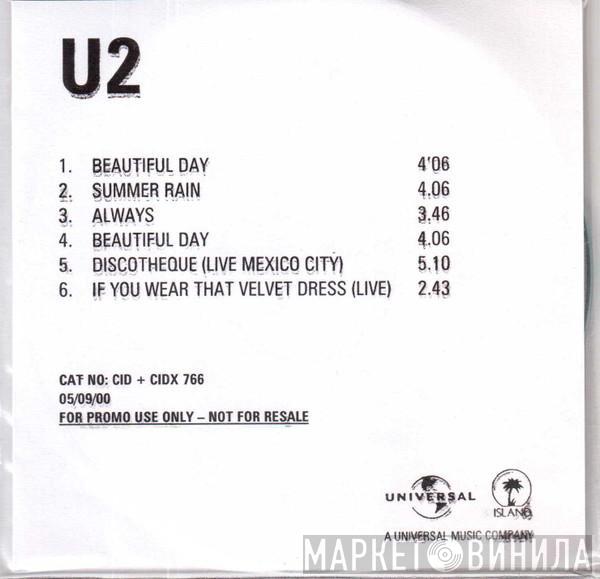 U2
1. BEAUTIFUL DAY 4'06
2. SUMMER RAIN 4.06
3. ALWAYS 3.46
4. BEAUTIFUL DAY 4.06
5. DISCOTHEQUE (LIVE MEXICO CITY) 5.10
6. IF YOU WEAR THAT VELVET DRESS (LIVE) 2.43
CAT NO: CID + CIDX 766
05/09/00
FOR PROMO USE ONLY – NOT FOR RESALE
UNIVERSAL
ISLAND
A UNIVERSAL MUSIC COMPANY
МАРКЕТ ВИНИЛА